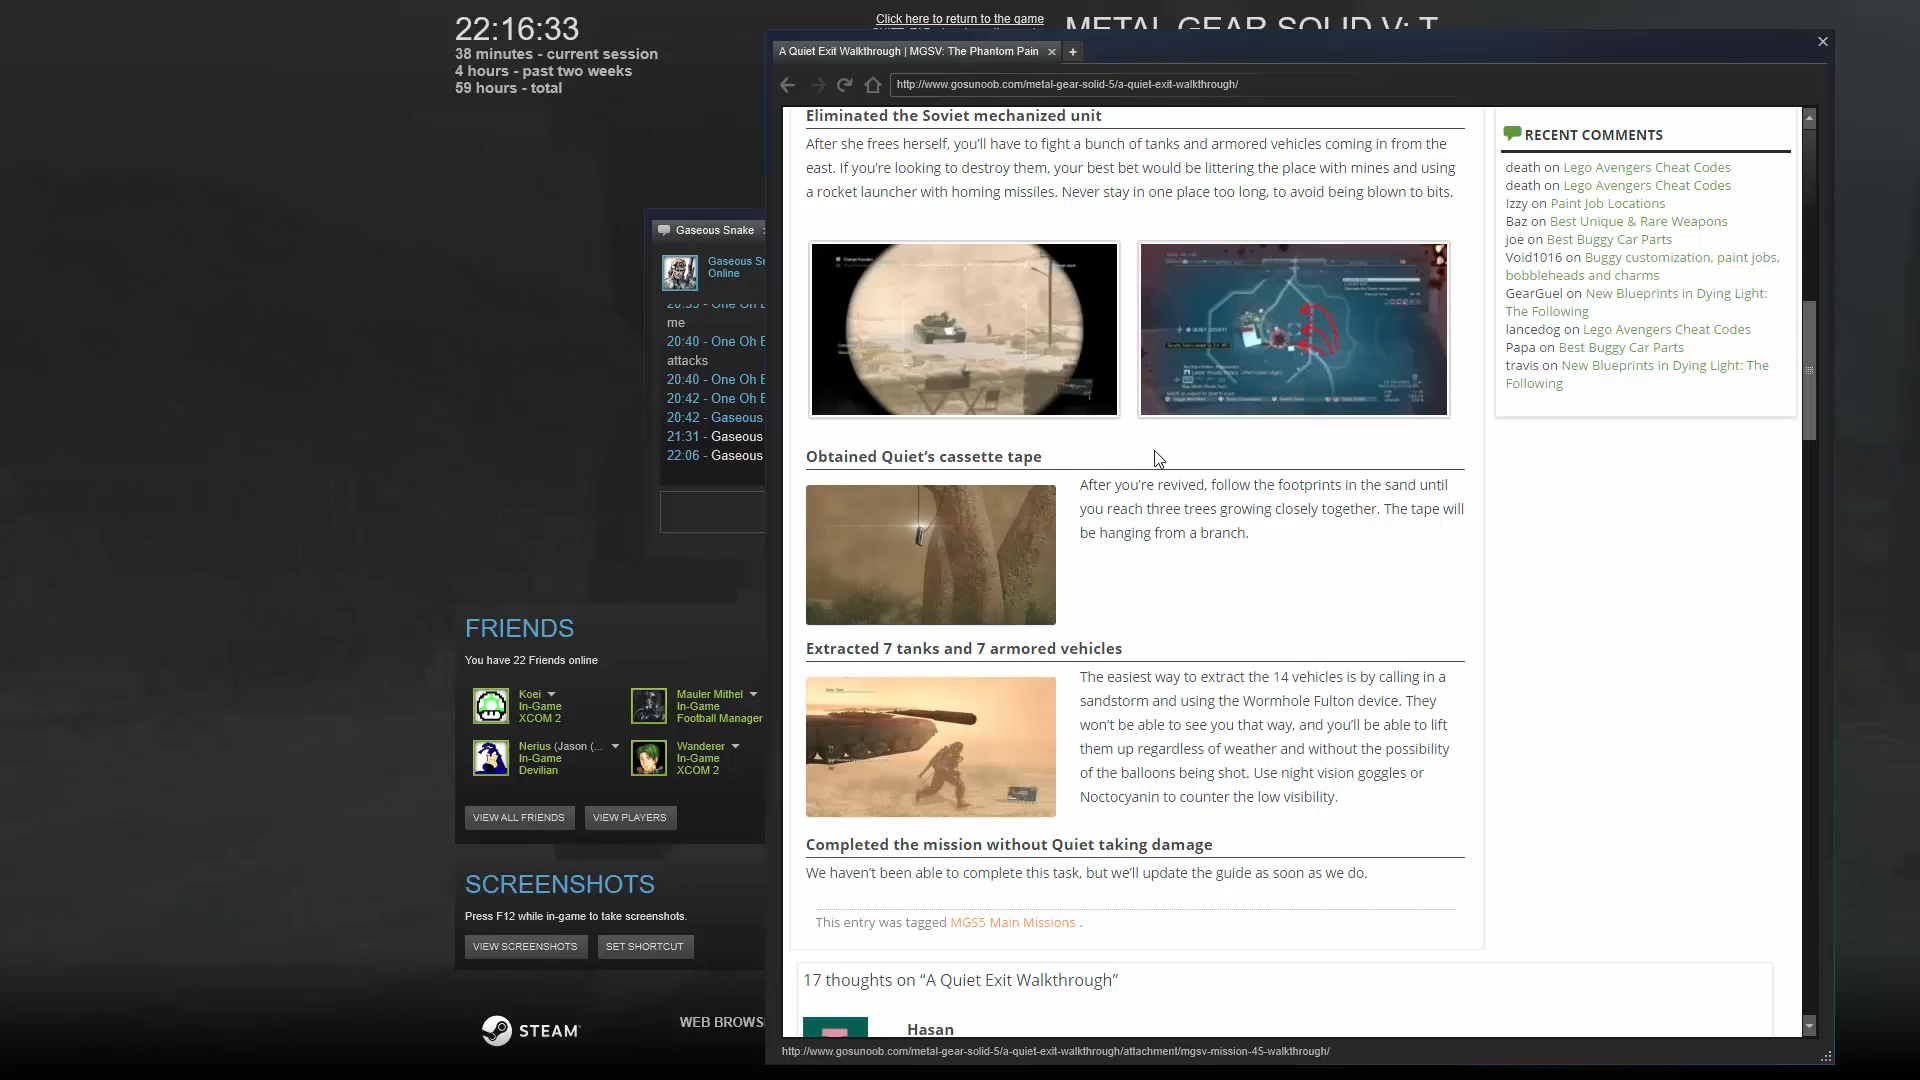 22:16:33
38 minutes - current session
4 hours - past two weeks
59 hours - total
Click here to return to the game
METAL GEAR SOLID V: T
A Quiet Exit Walkthrough | MGSV: The Phantom Pain
http://www.gosunoob.com/metal-gear-solid-5/a-quiet-exit-walkthrough/
Eliminated the Soviet mechanized unit
After she frees herself, you'll have to fight a bunch of tanks and armored vehicles coming in from the
east. If you're looking to destroy them, your best bet would be littering the place with mines and using
a rocket launcher with homing missiles. Never stay in one place too long, to avoid being blown to bits.
Obtained Quiet's cassette tape
After you're revived, follow the footprints in the sand until
you reach three trees growing closely together. The tape will
be hanging from a branch.
Extracted 7 tanks and 7 armored vehicles
The easiest way to extract the 14 vehicles is by calling in a
sandstorm and using the Wormhole Fulton device. They
won't be able to see you that way, and you'll be able to lift
them up regardless of weather and without the possibility
of the balloons being shot. Use night vision goggles or
Noctocyanin to counter the low visibility.
Completed the mission without Quiet taking damage
We haven't been able to complete this task, but we'll update the guide as soon as we do.
This entry was tagged MGS5 Main Missions .
17 thoughts on “A Quiet Exit Walkthrough”
Hasan
http://www.gosunoob.com/metal-gear-solid-5/a-quiet-exit-walkthrough/attachment/mgsv-mission-45-walkthrough/
RECENT COMMENTS
death on Lego Avengers Cheat Codes
death on Lego Avengers Cheat Codes
Izzy on Paint Job Locations
Baz on Best Unique & Rare Weapons
joe on Best Buggy Car Parts
Void1016 on Buggy customization, paint jobs,
bobbleheads and charms
GearGuel on New Blueprints in Dying Light:
The Following
lancedog on Lego Avengers Cheat Codes
Papa on Best Buggy Car Parts
travis on New Blueprints in Dying Light: The
Following
Gaseous Snake
Gaseous Sn
Online
me
20:40 - One Oh E
attacks
20:40 - One Oh E
20:42 - One Oh E
20:42 - Gaseous
21:31 - Gaseous
22:06 - Gaseous
FRIENDS
You have 22 Friends online
Koei
In-Game
XCOM 2
Mauler Mithel
In-Game
Football Manager
Nerius (Jason (...
In-Game
Devilian
Wanderer
In-Game
XCOM 2
VIEW ALL FRIENDS
VIEW PLAYERS
SCREENSHOTS
Press F12 while in-game to take screenshots.
VIEW SCREENSHOTS
SET SHORTCUT
STEAM
WEB BROWS